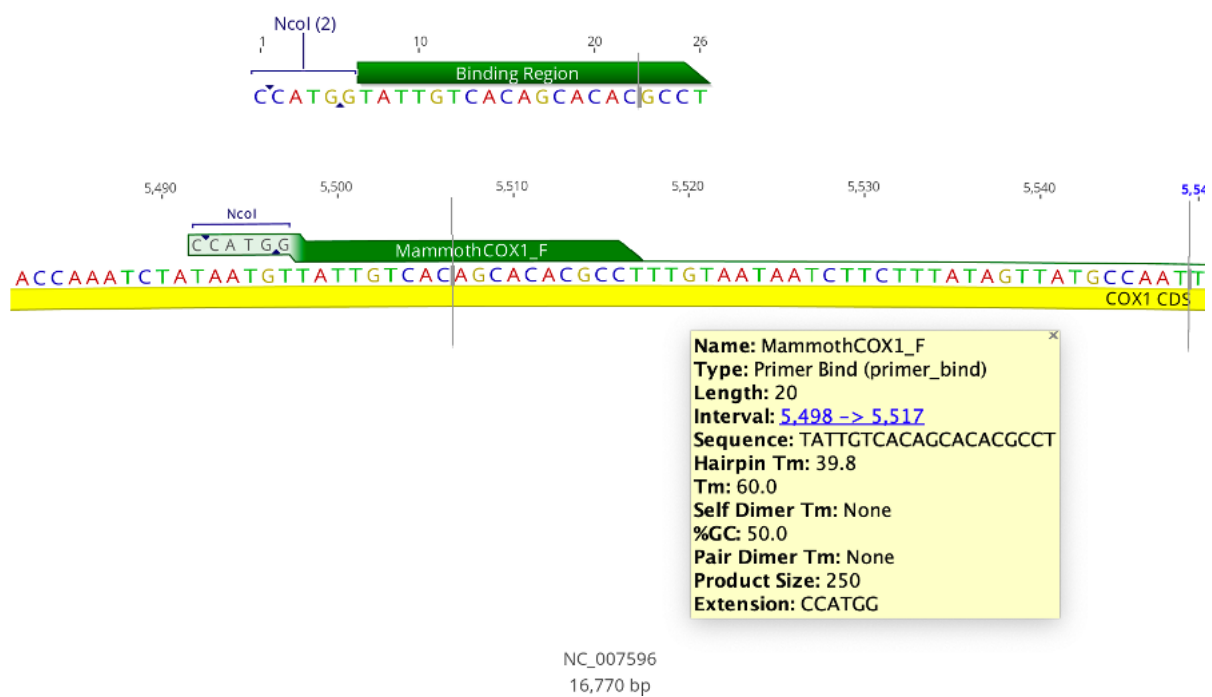 NcoI (2)
1 10 20 26
Binding Region
CCATGGTATTGTCACAGCACACGCCT
5,490 5,500 5,510 5,520 5,530 5,540 5,54
NcoI
CCATGG
MammothCOX1_F
ACCAAATCTATAATGTTATTGTCACAGCACACGCCTTTGTAATAATCTTCTTTATAGTTATGCCAATT
COX1 CDS
Name: MammothCOX1_F
Type: Primer Bind (primer_bind)
Length: 20
Interval: 5,498 -> 5,517
Sequence: TATTGTCACAGCACACGCCT
Hairpin Tm: 39.8
Tm: 60.0
Self Dimer Tm: None
%GC: 50.0
Pair Dimer Tm: None
Product Size: 250
Extension: CCATGG
NC_007596
16,770 bp